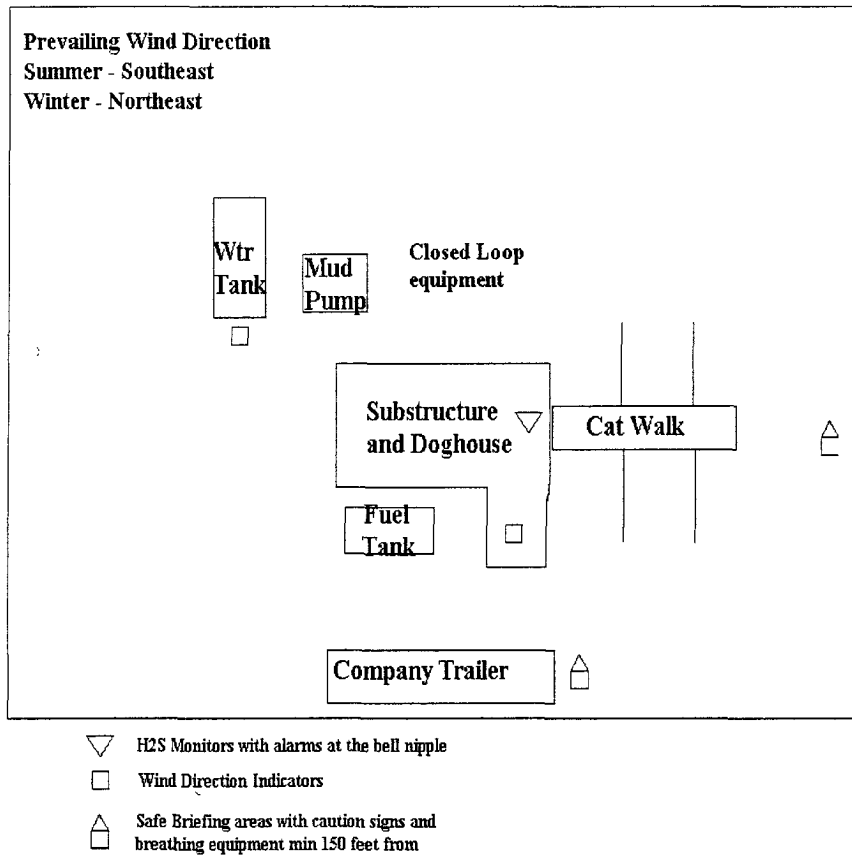 Prevailing Wind Direction
Summer - Southeast
Winter - Northeast
Wtr
Tank
Mud
Pump
Closed Loop
equipment
Substructure
and Doghouse
Cat Walk
Fuel
Tank
Company Trailer
H2S Monitors with alarms at the bell nipple
Wind Direction Indicators
Safe Briefing areas with caution signs and
breathing equipment min 150 feet from